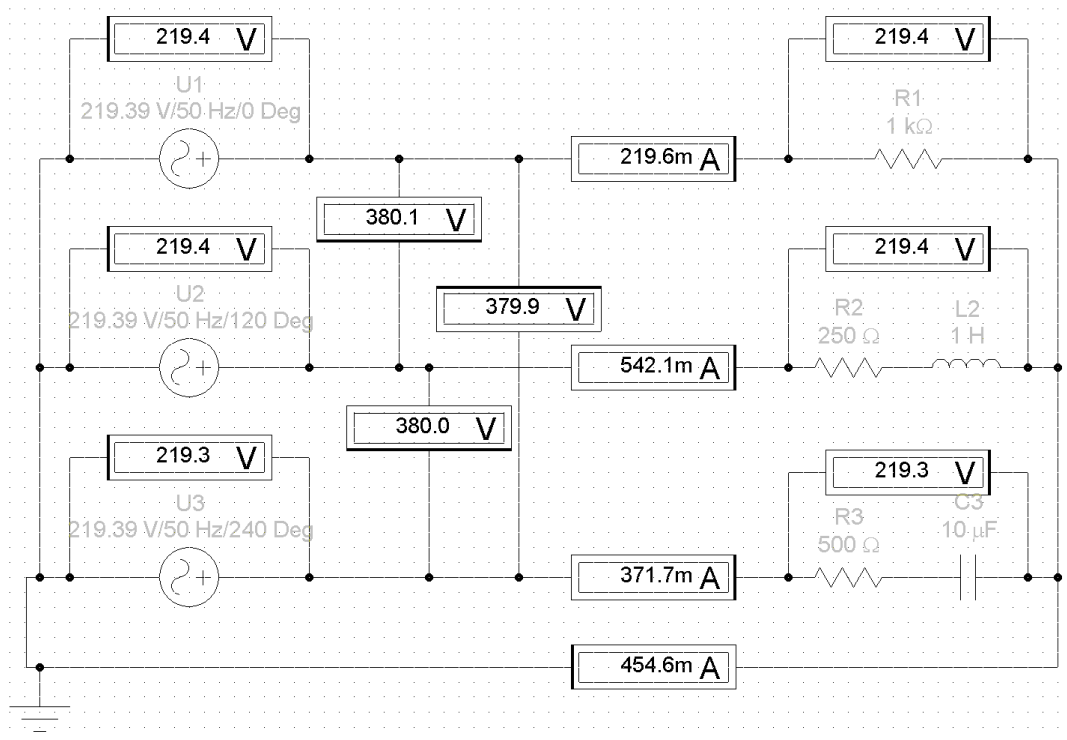 219.4 V
219.4 V
U1
219.39 V/50 Hz/0 Deg
R1
1 kΩ
219.6m A
380.1 V
219.4 V
219.4 V
U2
219.39 V/50 Hz/120 Deg
379.9 V
R2
250 Ω
L2
1 H
542.1m A
380.0 V
219.3 V
219.3 V
U3
219.39 V/50 Hz/240 Deg
R3
500 Ω
C3
10 μF
371.7m A
454.6m A